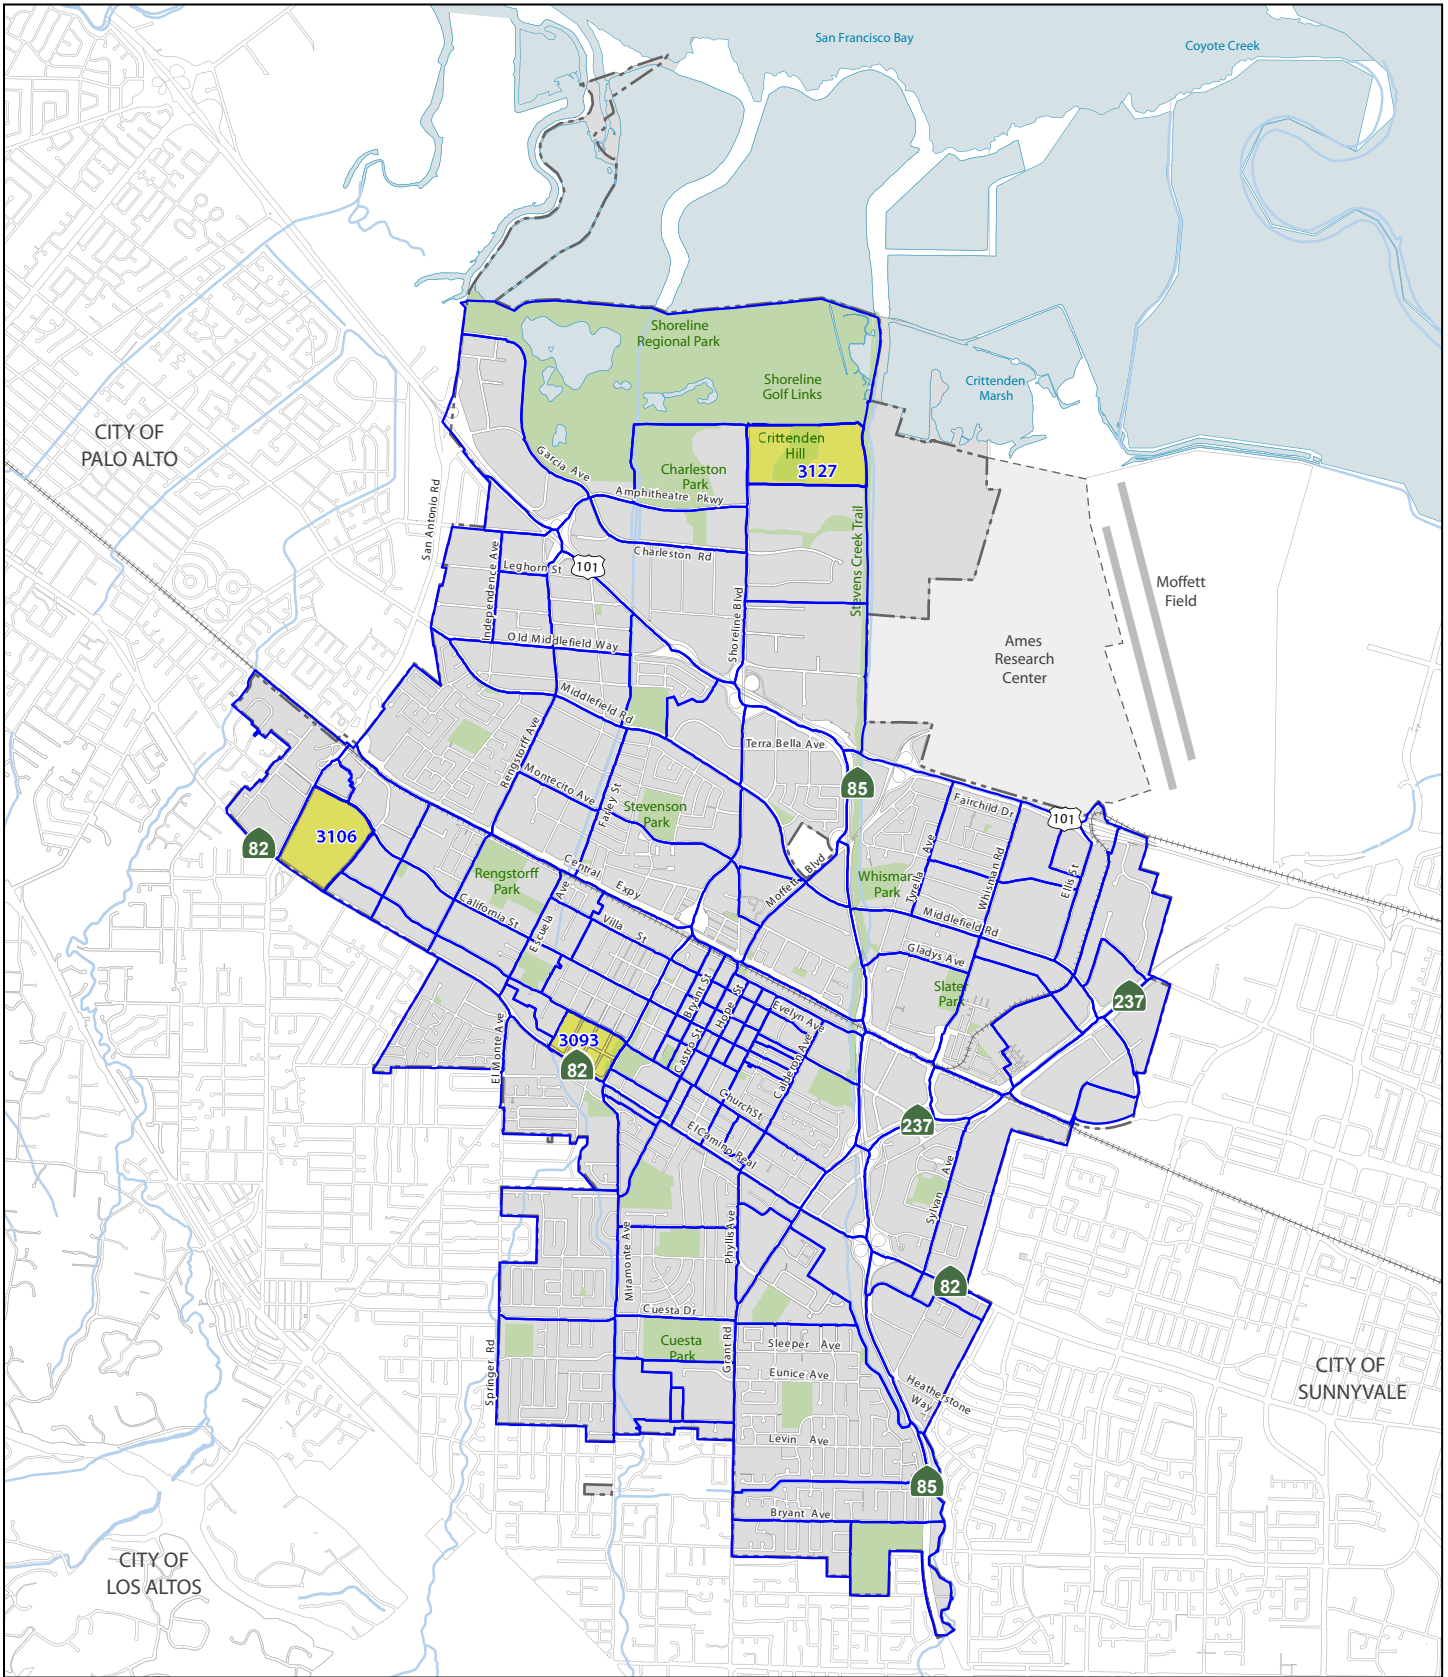 San Francisco Bay
Coyote Creek
Shoreline
Regional Park
Shoreline
Golf Links
Crittenden
Marsh
CITY OF
PALO ALTO
Crittenden
Hill
3127
Garcia Ave
Charleston
Park
Amphitheatre Pkwy
San Antonio Rd
Stevens Creek Trail
Charleston Rd
Independence Ave
Leghorn St
101
Moffett
Field
Shoreline Blvd
Old Middlefield Way
Ames
Research
Center
Middlefield Rd
Rengstorff Ave
Terra Bella Ave
Montecito Ave
85
Farley St
Stevenson
Park
Fairchild Dr
101
3106
82
Tyrella Ave
Whisman Rd
Ellis St
Central Expy
Rengstorff
Park
Moffett Blvd
Whisman
Park
California St
Escuela Ave
Villa St
Middlefield Rd
Gladys Ave
Bryant St
Hope St
Slater
Park
237
Evelyn Ave
El Monte Ave
3093
82
Castro St
Calderon Ave
Church St
237
El Camino Real
Sylvan Ave
Miramonte Ave
Phyllis Ave
82
Cuesta Dr
Cuesta
Park
Grant Rd
Sleeper Ave
Springer Rd
Eunice Ave
CITY OF
SUNNYVALE
Heatherstone
Way
Levin Ave
85
Bryant Ave
CITY OF
LOS ALTOS